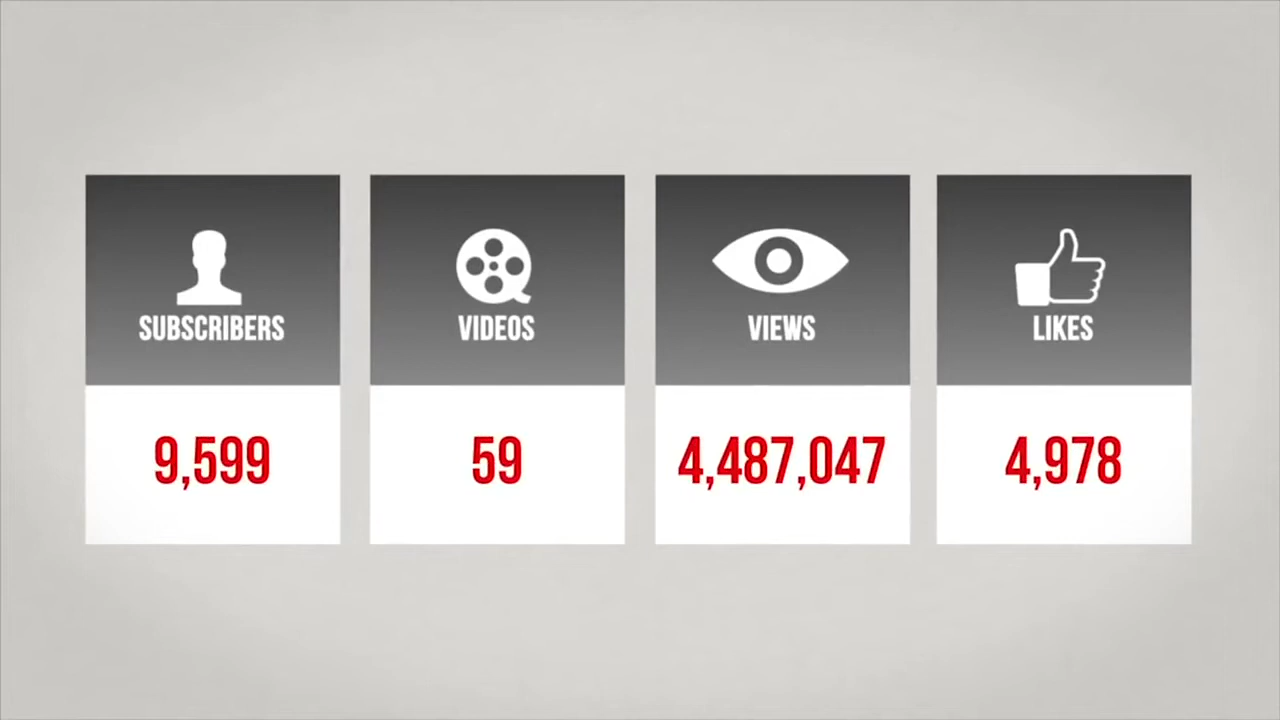 SUBSCRIBERS
9,599
VIDEOS
59
VIEWS
4,487,047
LIKES
4,978